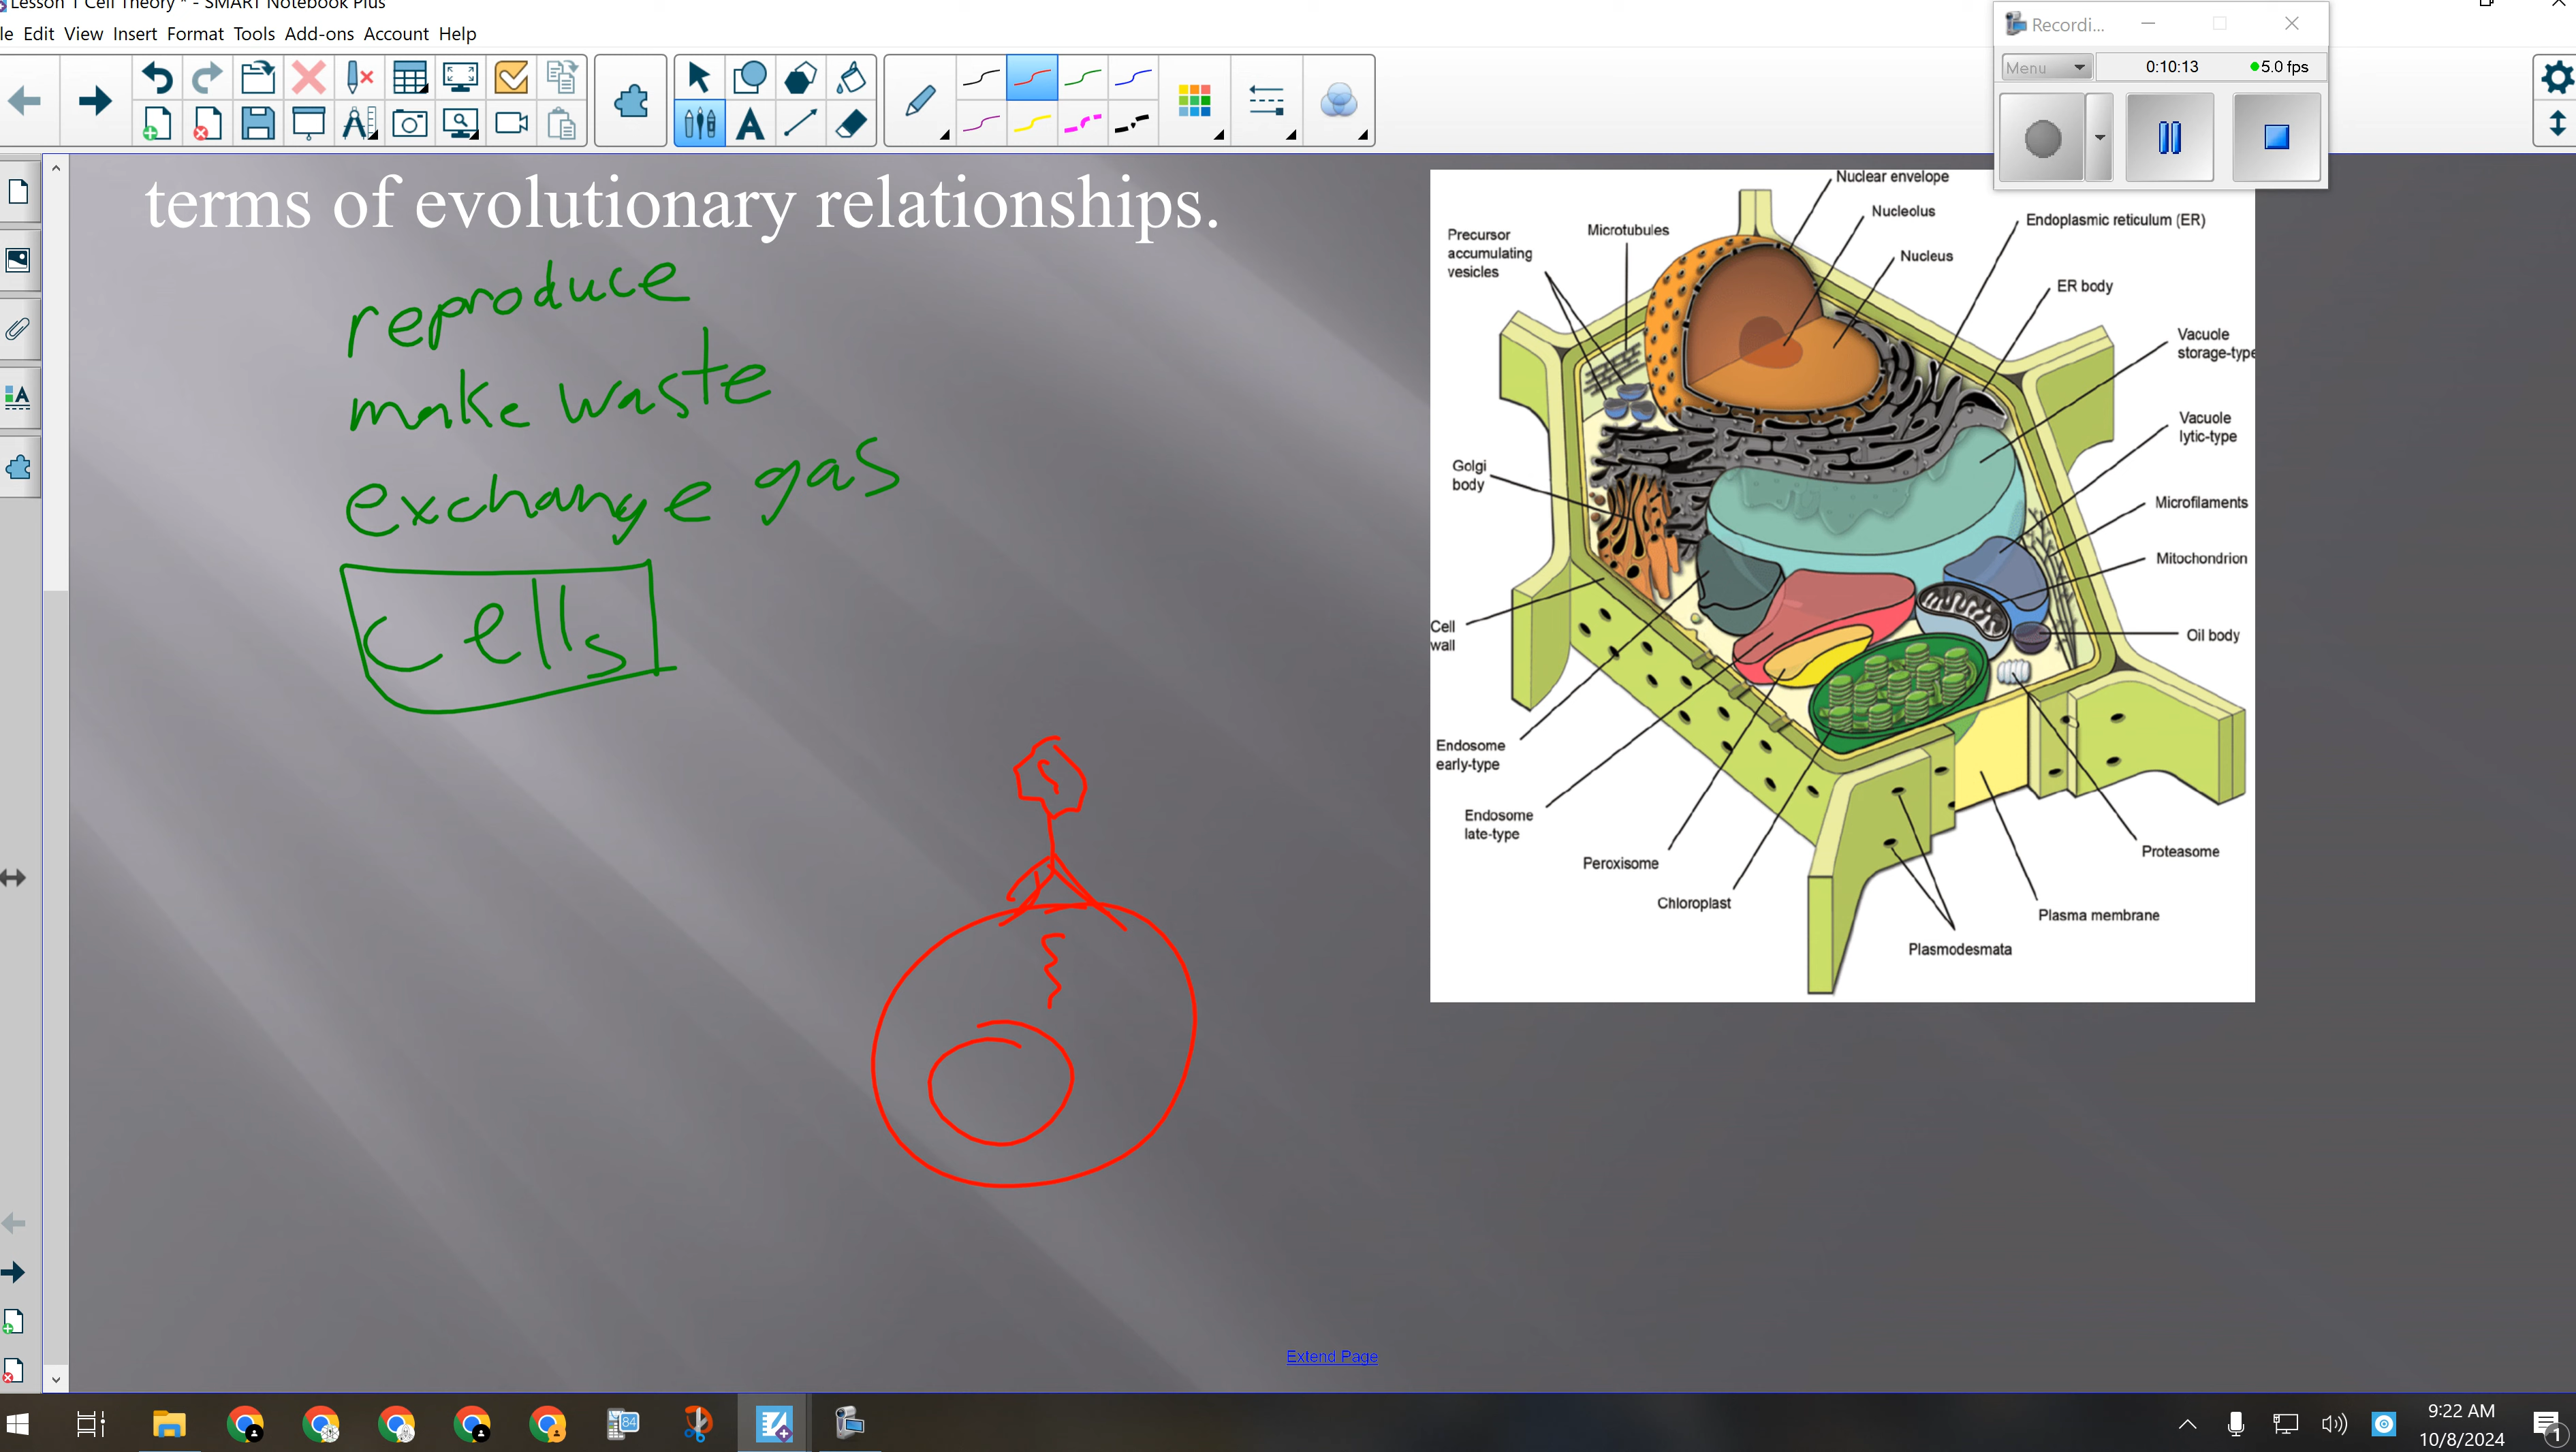 Lesson 1 Cell Theory * - SMART Notebook Plus
le Edit View Insert Format Tools Add-ons Account Help
Recordi...
Menu
0:10:13
5.0 fps
terms of evolutionary relationships.
reproduce
make waste
exchange gas
cells
Nuclear envelope
Nucleolus
Nucleus
Endoplasmic reticulum (ER)
ER body
Vacuole
storage-type
Vacuole
lytic-type
Microfilaments
Mitochondrion
Oil body
Proteasome
Plasma membrane
Plasmodesmata
Chloroplast
Peroxisome
Endosome
late-type
Endosome
early-type
Cell
wall
Golgi
body
Precursor
accumulating
vesicles
Microtubules
Extend Page
84
9:22 AM
10/8/2024
1